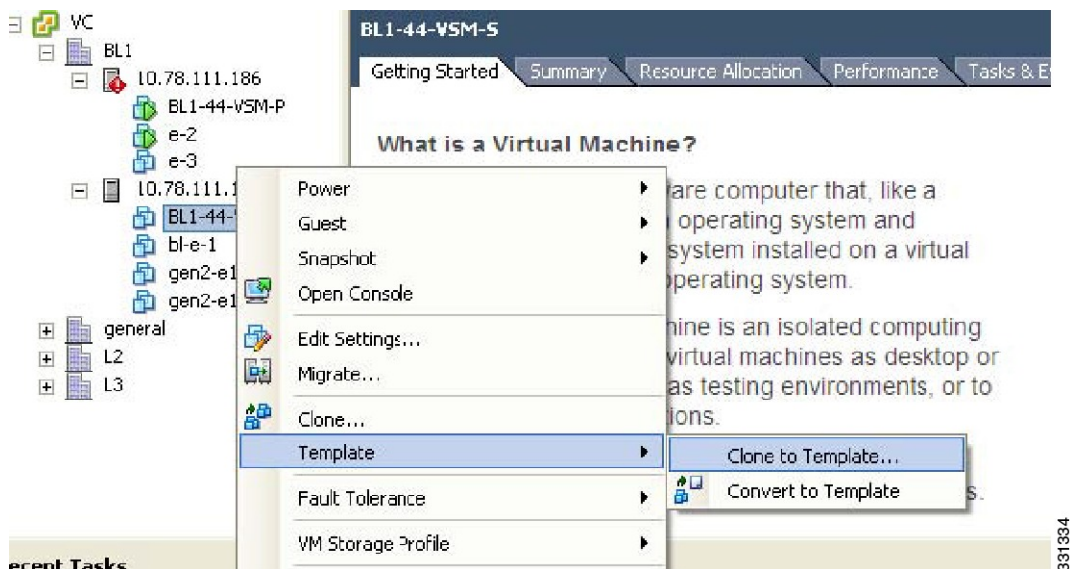 VC
BL1
10.78.111.186
BL1-44-VSM-P
e-2
e-3
10.78.111.1
BL1-44-
bl-e-1
gen2-e1
gen2-e1
general
L2
L3
BL1-44-VSM-S
Getting Started
Summary
Resource Allocation
Performance
Tasks & E
What is a Virtual Machine?
ware computer that, like a
operating system and
system installed on a virtual
operating system.
hine is an isolated computing
virtual machines as desktop or
as testing environments, or to
ions.
s.
Power
Guest
Snapshot
Open Console
Edit Settings...
Migrate...
Clone...
Template
Fault Tolerance
VM Storage Profile
Clone to Template...
Convert to Template
ecent Tasks
331334